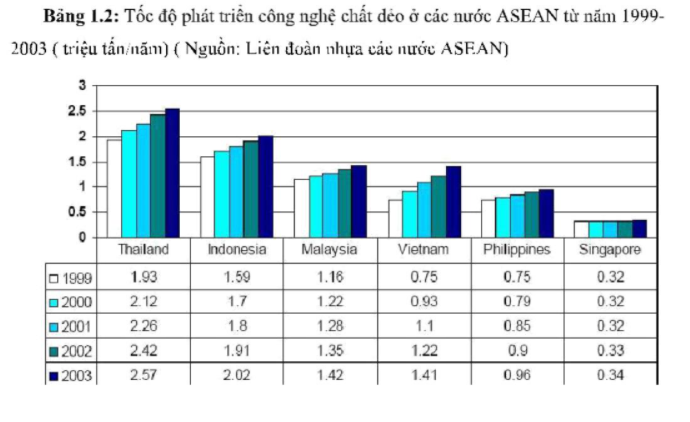 Bảng 1.2: Tốc độ phát triển công nghệ chất dẻo ở các nước ASEAN từ năm 1999-
2003 ( triệu tấn/năm) ( Nguồn: Liên đoàn nhựa các nước ASEAN)
3
2.5
2
1.5
1
0.5
0
Thailand Indonesia Malaysia Vietnam Philippines Singapore
1999 1.93 1.59 1.16 0.75 0.75 0.32
2000 2.12 1.7 1.22 0.93 0.79 0.32
2001 2.26 1.8 1.28 1.1 0.85 0.32
2002 2.42 1.91 1.35 1.22 0.9 0.33
2003 2.57 2.02 1.42 1.41 0.96 0.34